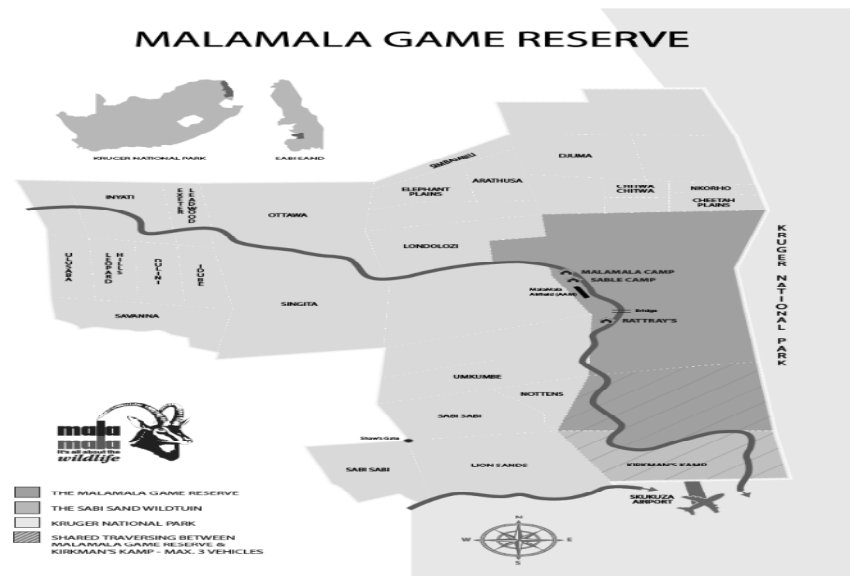 MALAMALA GAME RESERVE
KRUGER NATIONAL PARK
SABI SAND
SIMBAMBILI
DJUMA
ARATHUSA
ELEPHANT
PLAINS
CHITWA
CHITWA
NKORHO
CHEETAH
PLAINS
INYATI
EXETER
LEADWOOD
OTTAWA
LONDOLOZI
KRUGER NATIONAL PARK
ULUSABA
LEOPARD
HILLS
DULINI
IDUBE
SINGITA
SAVANNA
MALAMALA CAMP
SABLE CAMP
MalaMala
Airfield (AAM)
Bridge
RATTRAY'S
UMKUMBE
NOTTENS
SABI SABI
Shaw's Gate
SABI SABI
LION SANDS
KIRKMAN'S KAMP
SKUKUZA
AIRPORT
mala
mala
it's all about the
wildlife
THE MALAMALA GAME RESERVE
THE SABI SAND WILDTUIN
KRUGER NATIONAL PARK
SHARED TRAVERSING BETWEEN
MALAMALA GAME RESERVE &
KIRKMAN'S KAMP - MAX. 3 VEHICLES
N
W
E
S